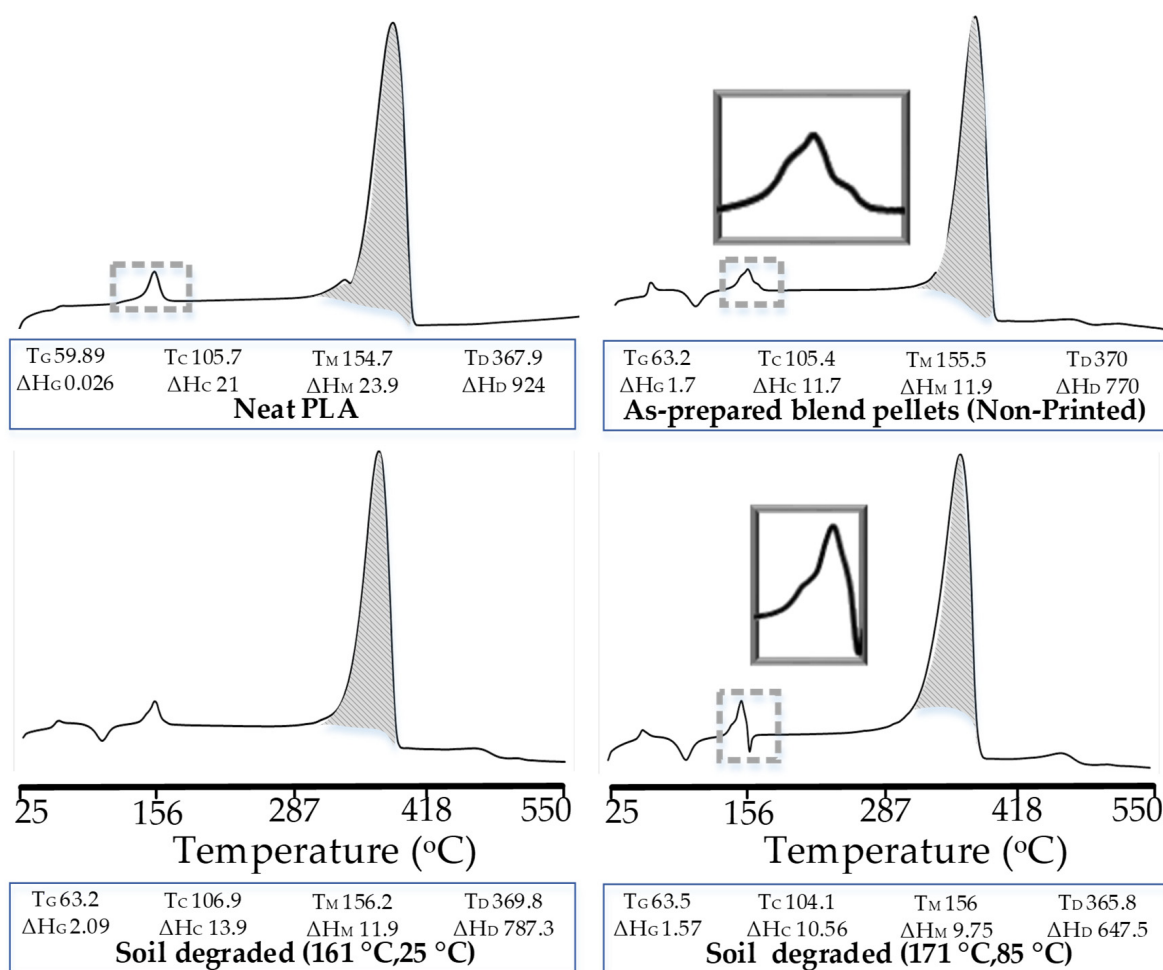 TG 59.89 TC 105.7 TM 154.7 TD 367.9
ΔHG 0.026 ΔHC 21 ΔHM 23.9 ΔHD 924
Neat PLA
TG 63.2 TC 105.4 TM 155.5 TD 370
ΔHG 1.7 ΔHC 11.7 ΔHM 11.9 ΔHD 770
As-prepared blend pellets (Non-Printed)
25 156 287 418 550
Temperature (°C)
25 156 287 418 550
Temperature (°C)
TG 63.2 TC 106.9 TM 156.2 TD 369.8
ΔHG 2.09 ΔHC 13.9 ΔHM 11.9 ΔHD 787.3
Soil degraded (161 °C,25 °C)
TG 63.5 TC 104.1 TM 156 TD 365.8
ΔHG 1.57 ΔHC 10.56 ΔHM 9.75 ΔHD 647.5
Soil degraded (171 °C,85 °C)